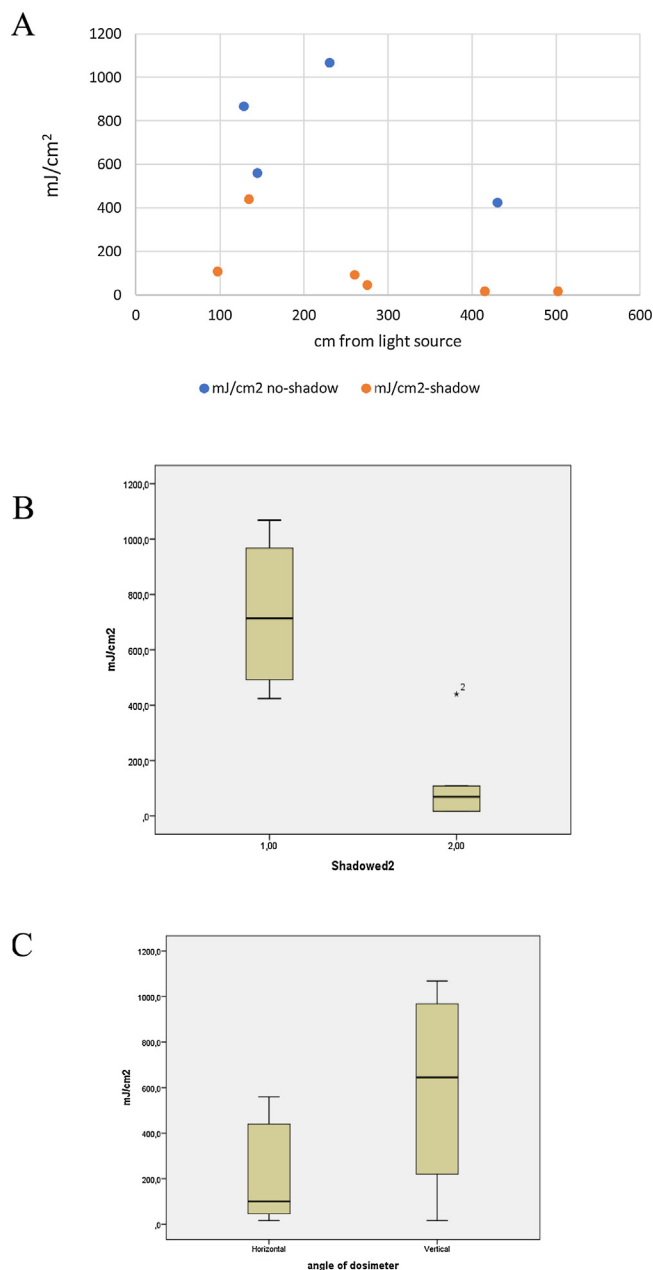 A
1200
1000
800
600
400
200
0
mJ/cm²
0 100 200 300 400 500 600
cm from light source
mJ/cm2 no-shadow mJ/cm2-shadow
B
1200,0
1000,0
800,0
600,0
400,0
200,0
,0
mJ/cm2
*2
1,00 2,00
Shadowed2
C
1200,0
1000,0
800,0
600,0
400,0
200,0
,0
mJ/cm2
Horizontal Vertical
angle of dosimeter